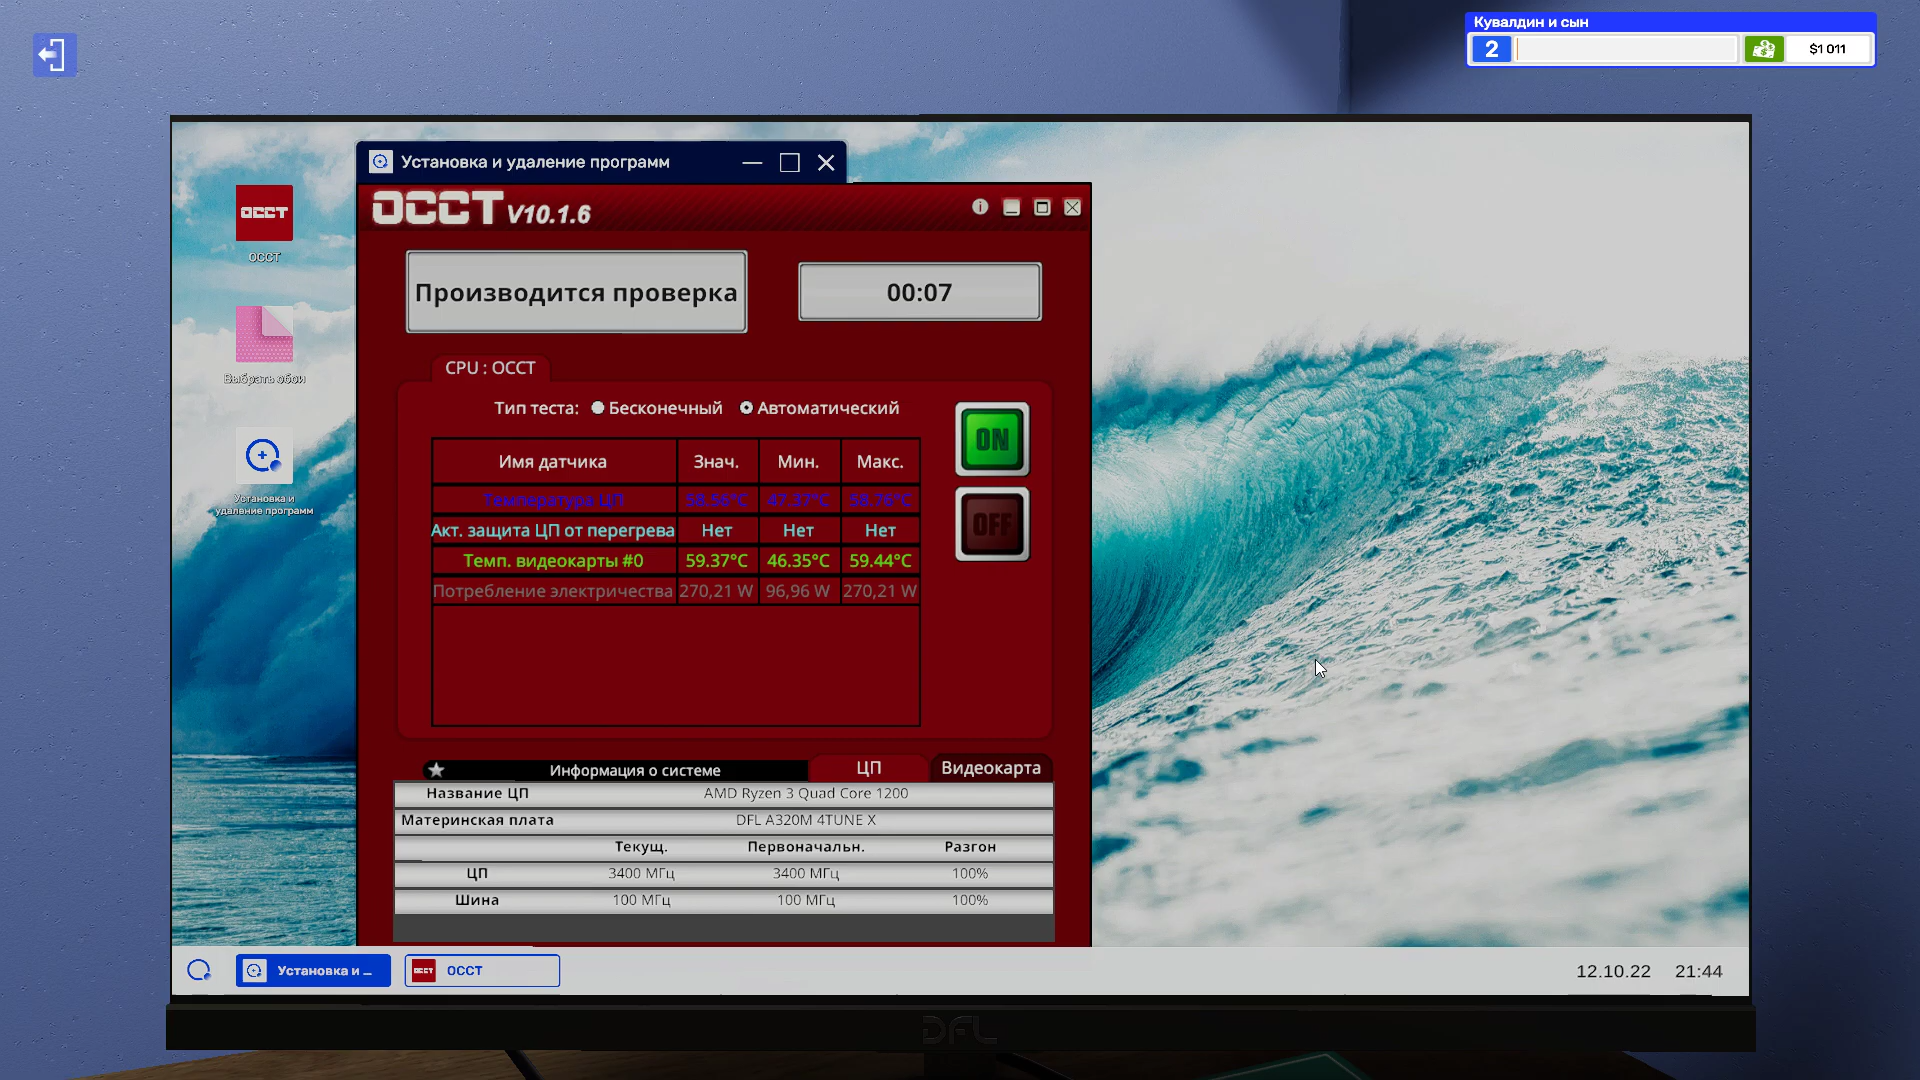 Кувалдин и сын
2
$1 011
Установка и удаление программ
OCCT V10.1.6
OCCT
OCCT
Производится проверка
00:07
Выбрать обои
CPU : OCCT
Тип теста: Бесконечный Автоматический
ON
OFF
Имя датчика Знач. Мин. Макс.
Температура ЦП 58.56°C 47.37°C 58.76°C
Акт. защита ЦП от перегрева Нет Нет Нет
Темп. видеокарты #0 59.37°C 46.35°C 59.44°C
Потребление электричества 270,21 W 96,96 W 270,21 W
Установка и
удаление программ
Информация о системе ЦП Видеокарта
Название ЦП AMD Ryzen 3 Quad Core 1200
Материнская плата DFL A320M 4TUNE X
Текущ. Первоначальн. Разгон
ЦП 3400 МГц 3400 МГц 100%
Шина 100 МГц 100 МГц 100%
Установка и ...
OCCT OCCT
12.10.22 21:44
DFL